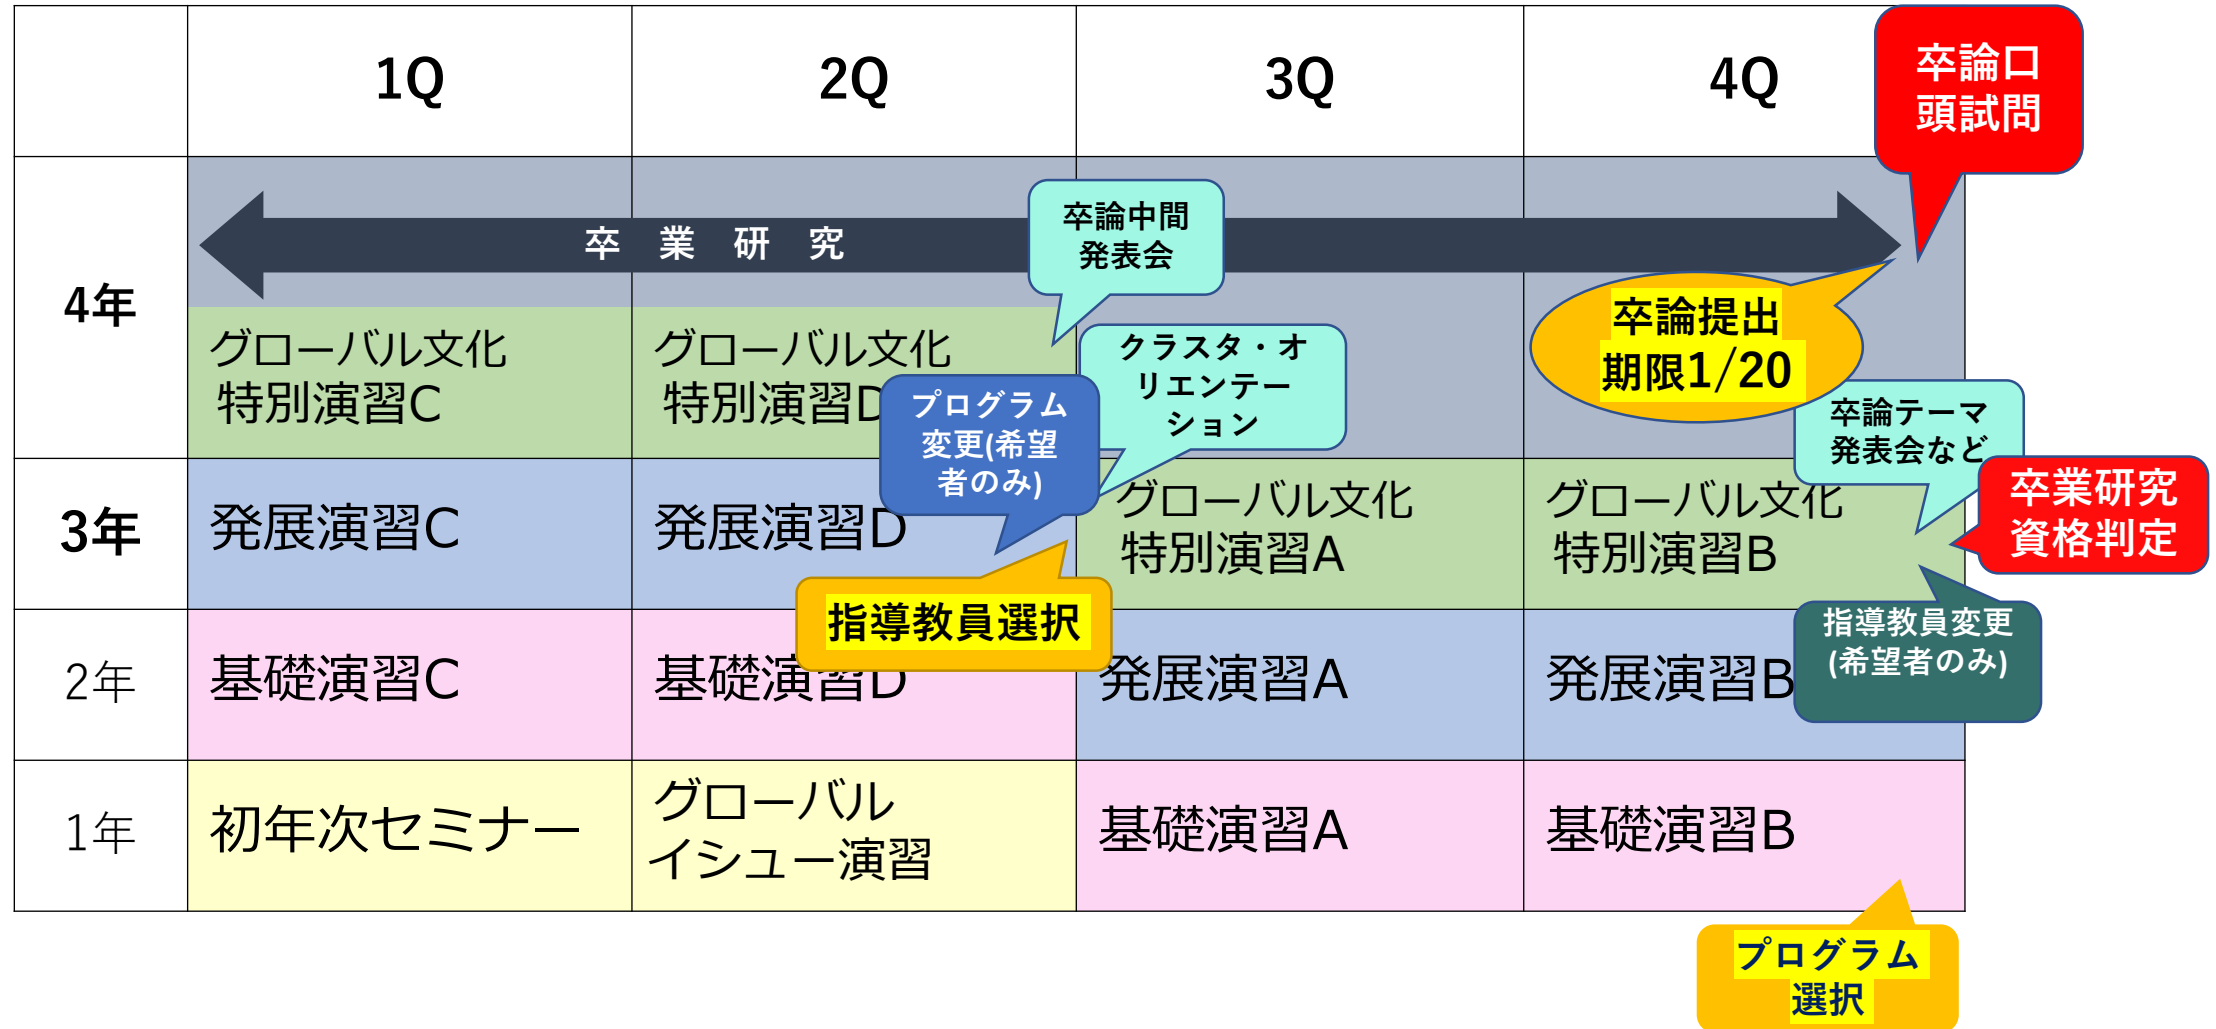 1Q
2Q
3Q
4Q
卒論口
頭試問
4年
卒 業 研 究
卒論中間
発表会
グローバル文化
特別演習C
グローバル文化
特別演習D
クラスタ・オ
リエンテー
ション
卒論提出
期限1/20
プログラム
変更(希望
者のみ)
卒論テーマ
発表会など
卒業研究
資格判定
3年
発展演習C
発展演習D
グローバル文化
特別演習A
グローバル文化
特別演習B
指導教員選択
指導教員変更
(希望者のみ)
2年
基礎演習C
基礎演習D
発展演習A
発展演習B
1年
初年次セミナー
グローバル
イシュー演習
基礎演習A
基礎演習B
プログラム
選択